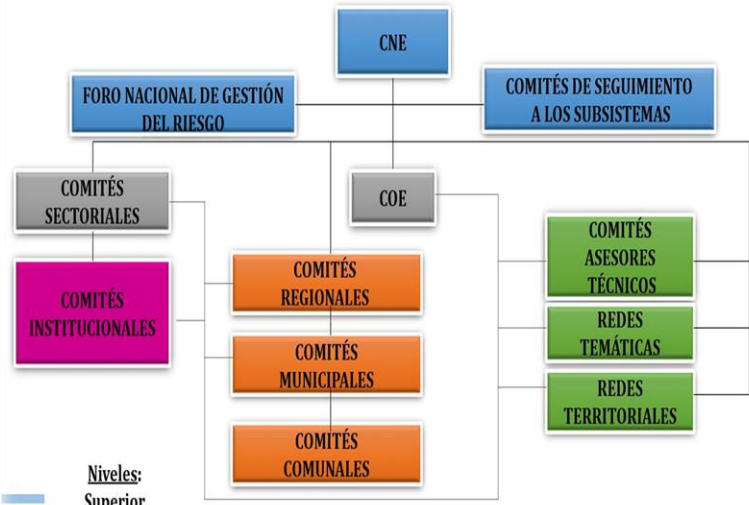 CNE
FORO NACIONAL DE GESTIÓN
DEL RIESGO
COMITÉS DE SEGUIMIENTO
A LOS SUBSISTEMAS
COMITÉS
SECTORIALES
COE
COMITÉS
INSTITUCIONALES
COMITÉS
REGIONALES
COMITÉS
MUNICIPALES
COMITÉS
COMUNALES
COMITÉS
ASESORES
TÉCNICOS
REDES
TEMÁTICAS
REDES
TERRITORIALES
Niveles:
Superior